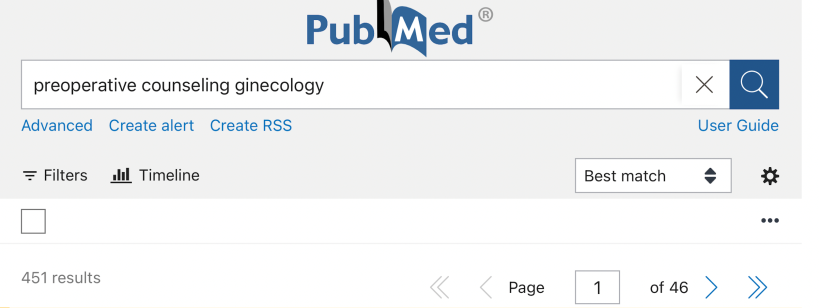 PubMed®
preoperative counseling ginecology
Advanced Create alert Create RSS User Guide
Filters Timeline Best match
451 results Page 1 of 46